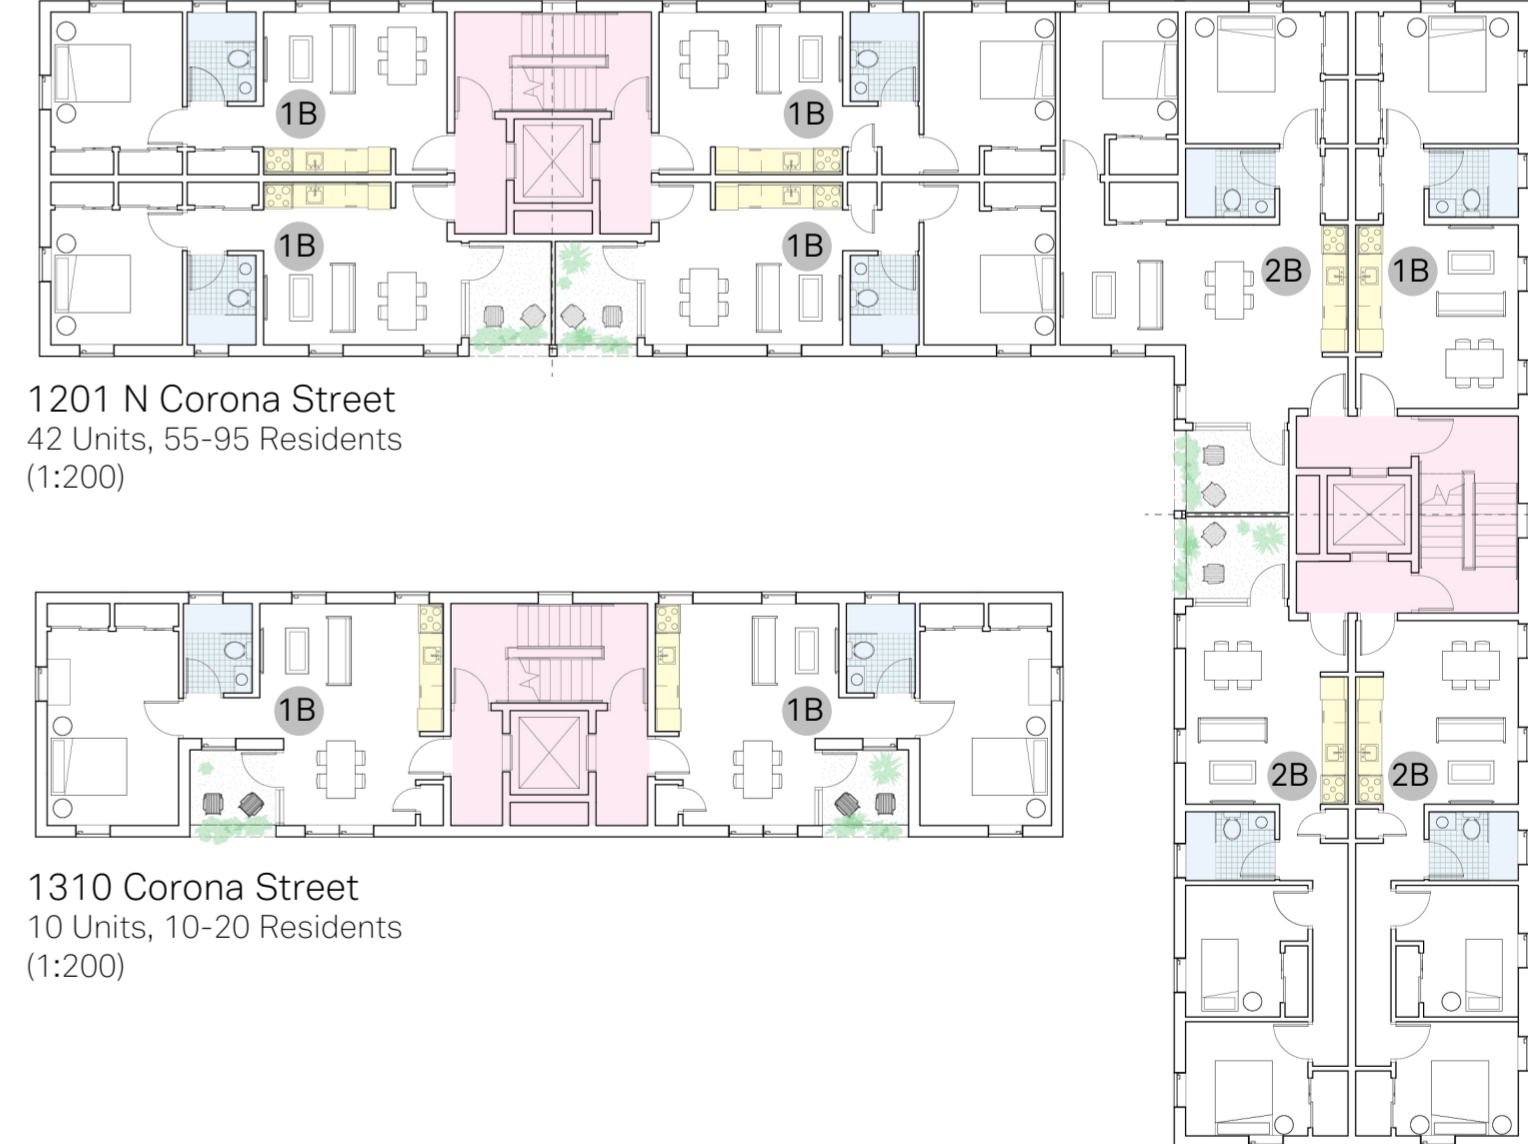 1B
1B
1B
1B
2B
1B
1201 N Corona Street
42 Units, 55-95 Residents
(1:200)
1B
1B
2B
2B
1310 Corona Street
10 Units, 10-20 Residents
(1:200)